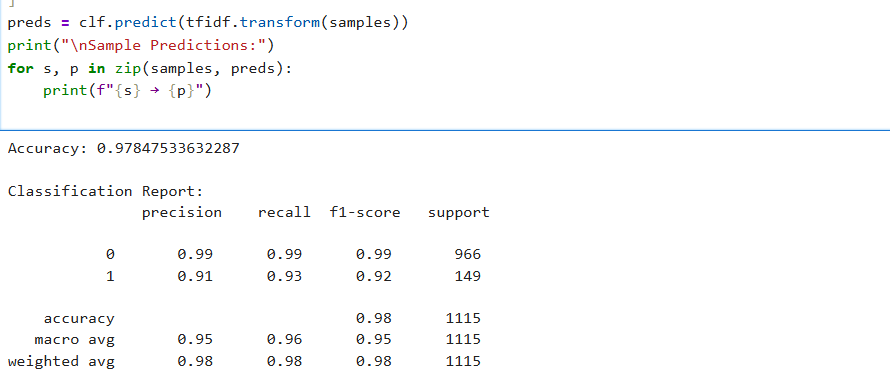 ]
preds = clf.predict(tfidf.transform(samples))
print("\nSample Predictions:")
for s, p in zip(samples, preds):
    print(f"{s} → {p}")
Accuracy: 0.97847533632287
Classification Report:
              precision    recall  f1-score   support
           0       0.99      0.99      0.99       966
           1       0.91      0.93      0.92       149
    accuracy                           0.98      1115
   macro avg       0.95      0.96      0.95      1115
weighted avg       0.98      0.98      0.98      1115